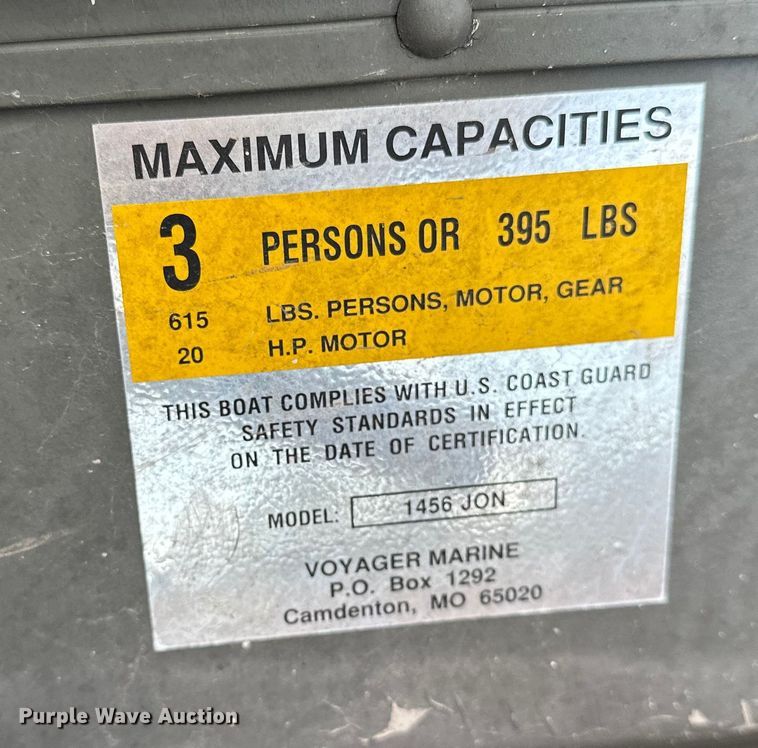 MAXIMUM CAPACITIES
3 PERSONS OR 395 LBS
615 LBS. PERSONS, MOTOR, GEAR
20 H.P. MOTOR
THIS BOAT COMPLIES WITH U.S. COAST GUARD
SAFETY STANDARDS IN EFFECT
ON THE DATE OF CERTIFICATION.
MODEL: 1456 JON
VOYAGER MARINE
P.O. Box 1292
Camdenton, MO 65020
Purple Wave Auction